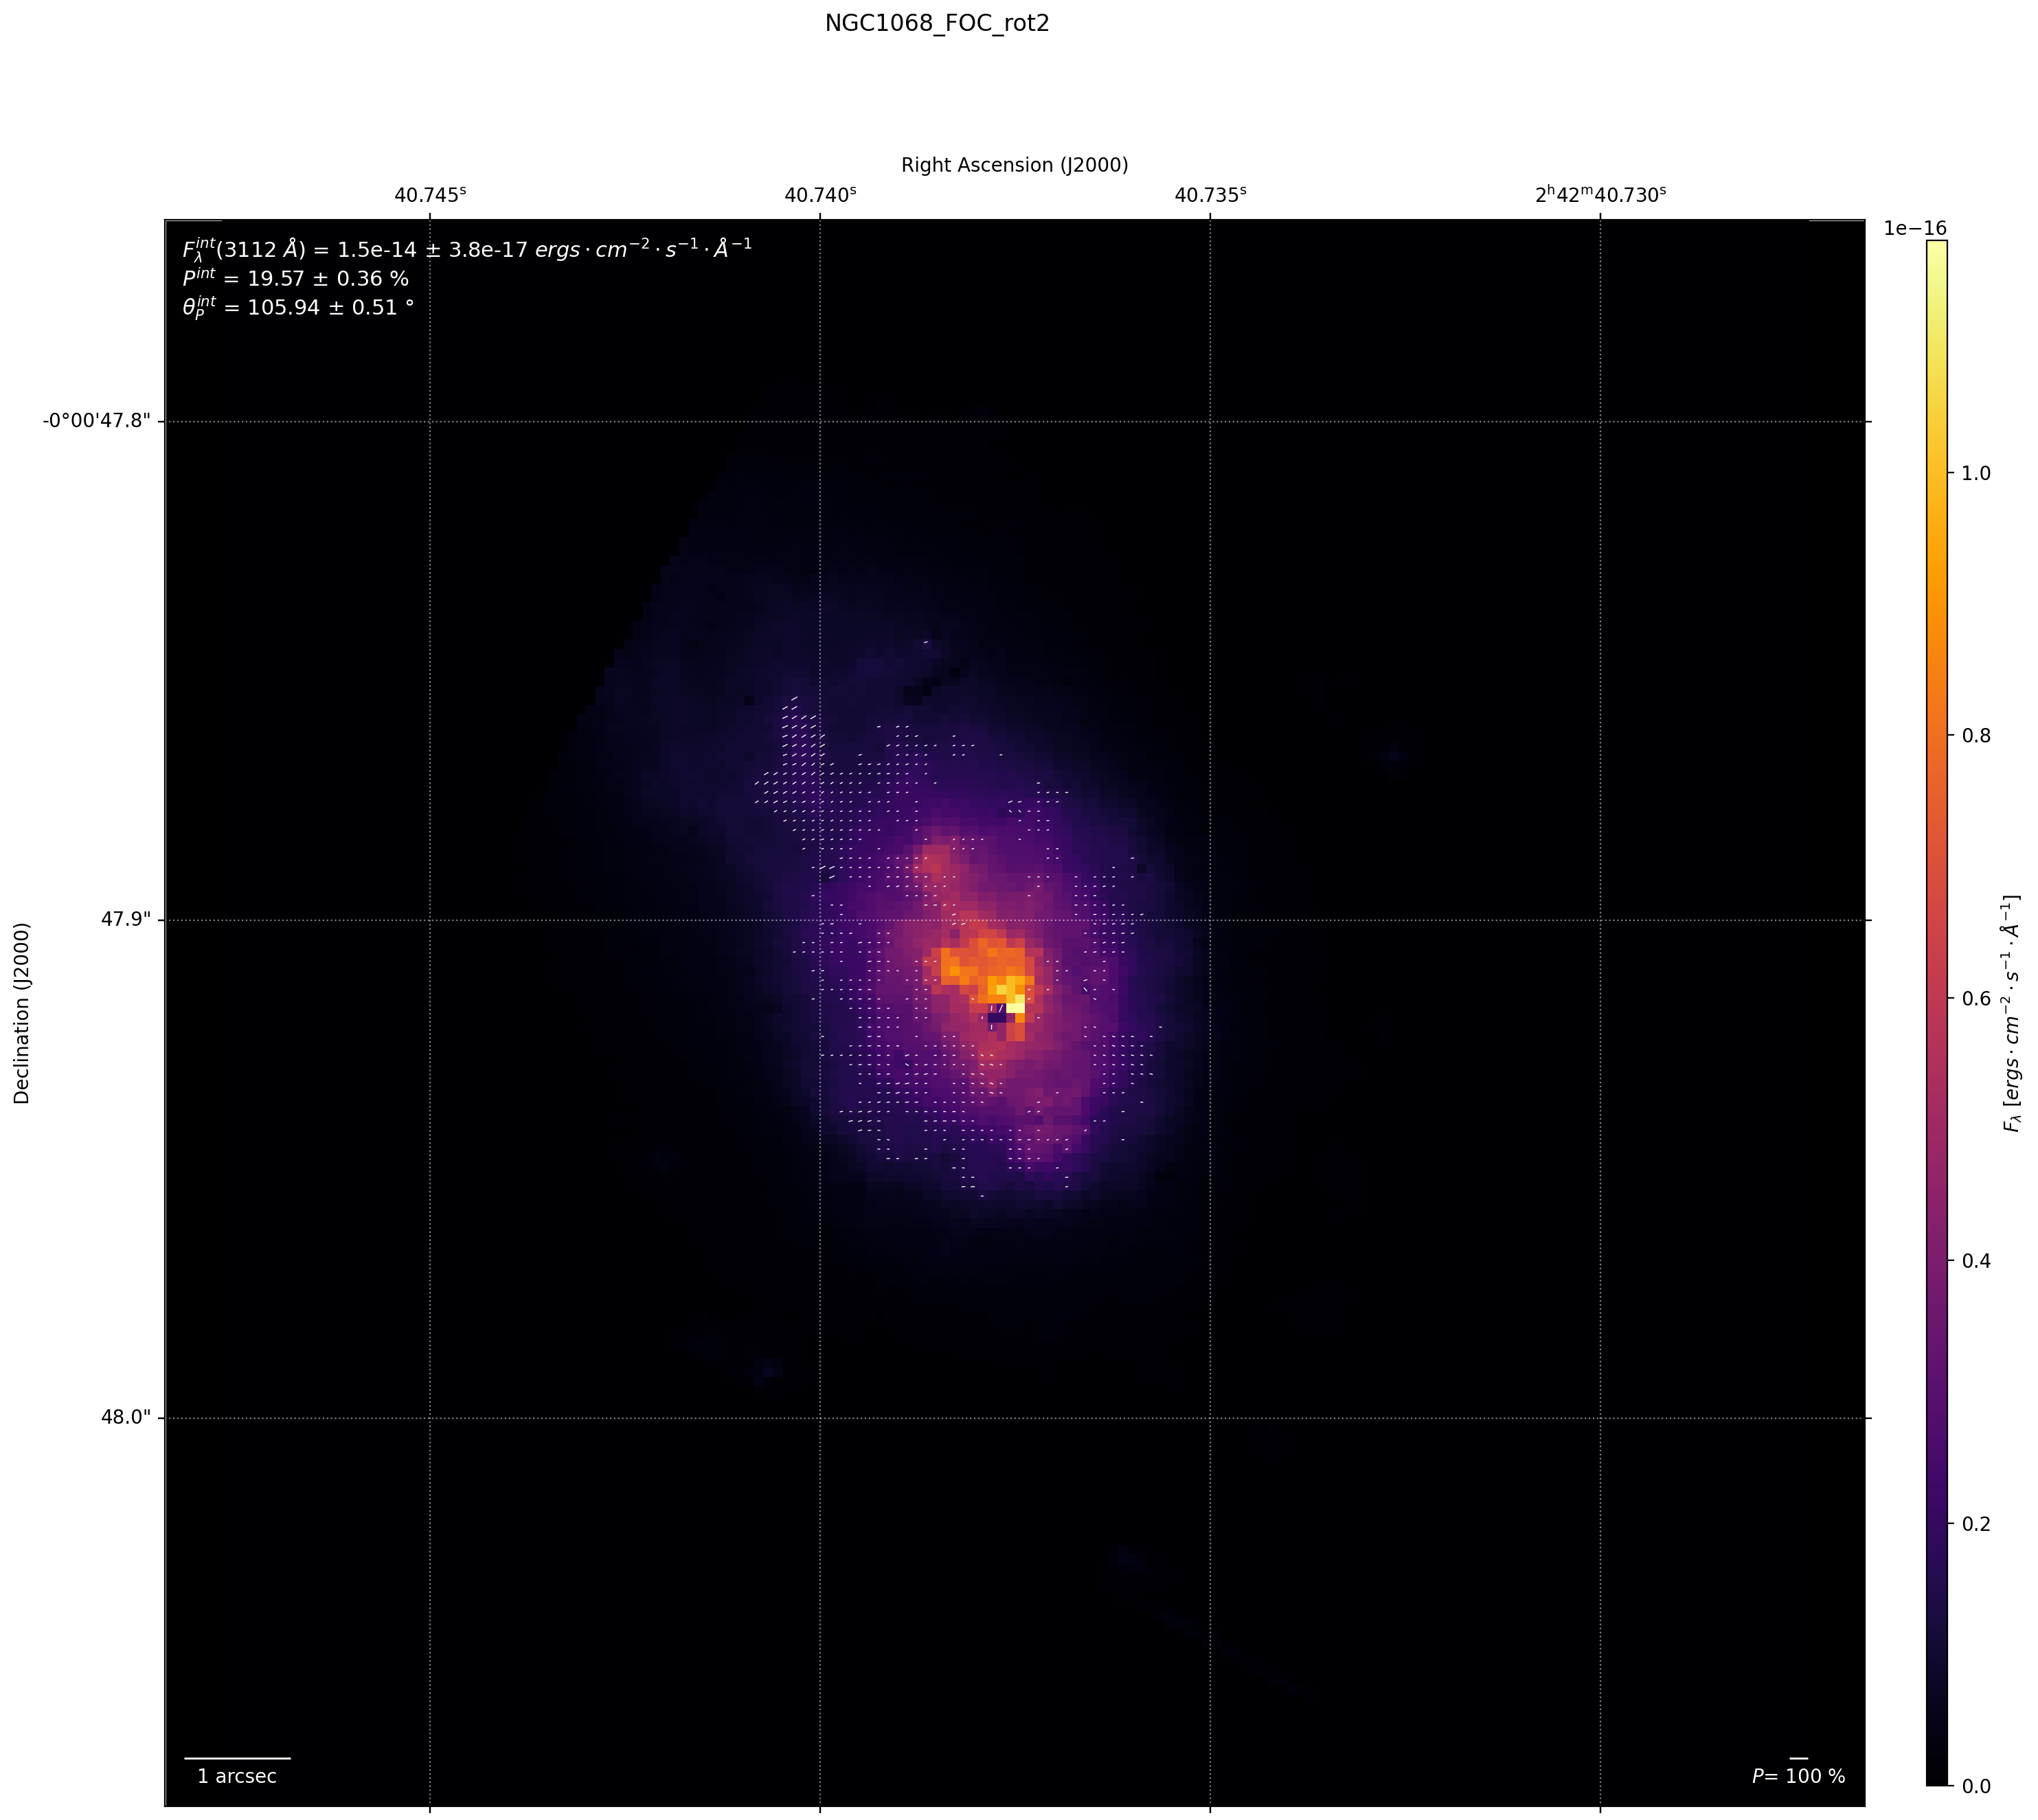 NGC1068_FOC_rot2
Right Ascension (J2000)
40.745ˢ 40.740ˢ 40.735ˢ 2ʰ42ᵐ40.730ˢ
1e−16
F_λ^int(3112 Å) = 1.5e-14 ± 3.8e-17 ergs · cm⁻² · s⁻¹ · Å⁻¹
P^int = 19.57 ± 0.36 %
θ_P^int = 105.94 ± 0.51 °
-0°00'47.8"
47.9"
48.0"
Declination (J2000)
1.0
0.8
0.6
0.4
0.2
0.0
F_λ [ergs · cm⁻² · s⁻¹ · Å⁻¹]
1 arcsec
P= 100 %